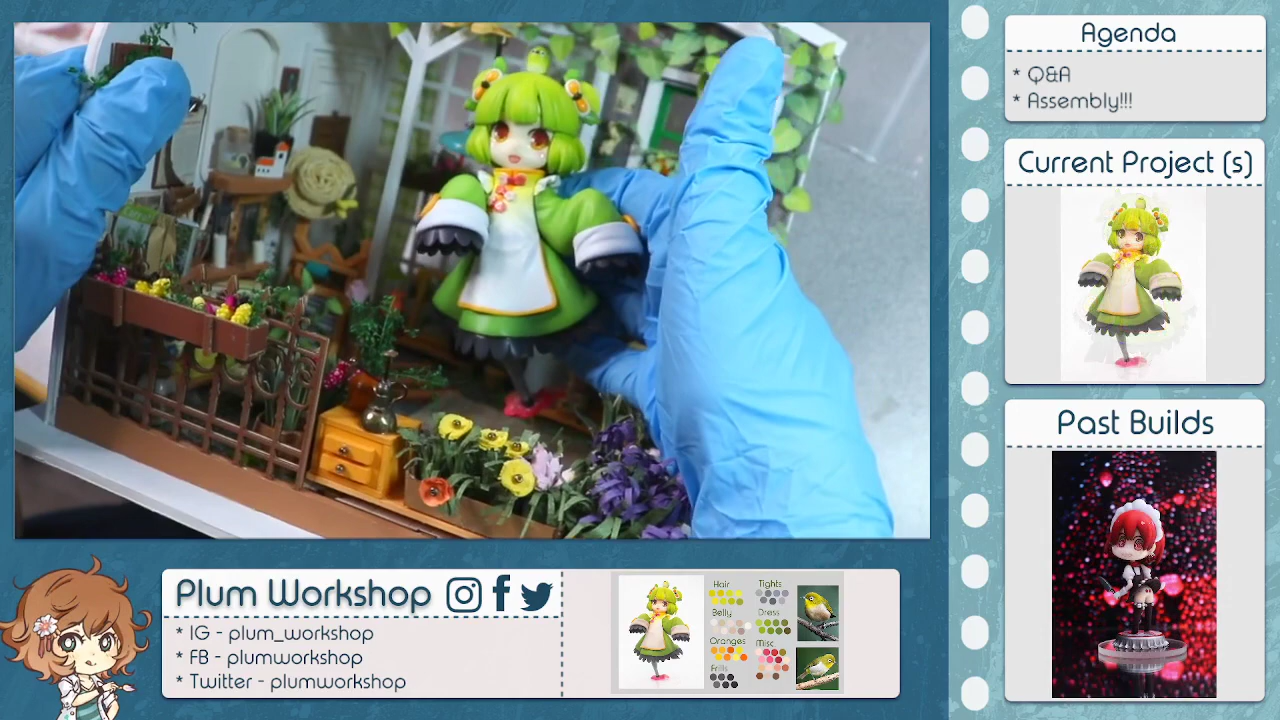 Agenda
* Q&A
* Assembly!!!
Current Project (s)
Past Builds
Plum Workshop
* IG - plum_workshop
* FB - plumworkshop
* Twitter - plumworkshop
Hair
Tights
Belly
Dress
Oranges
Misc
Frills